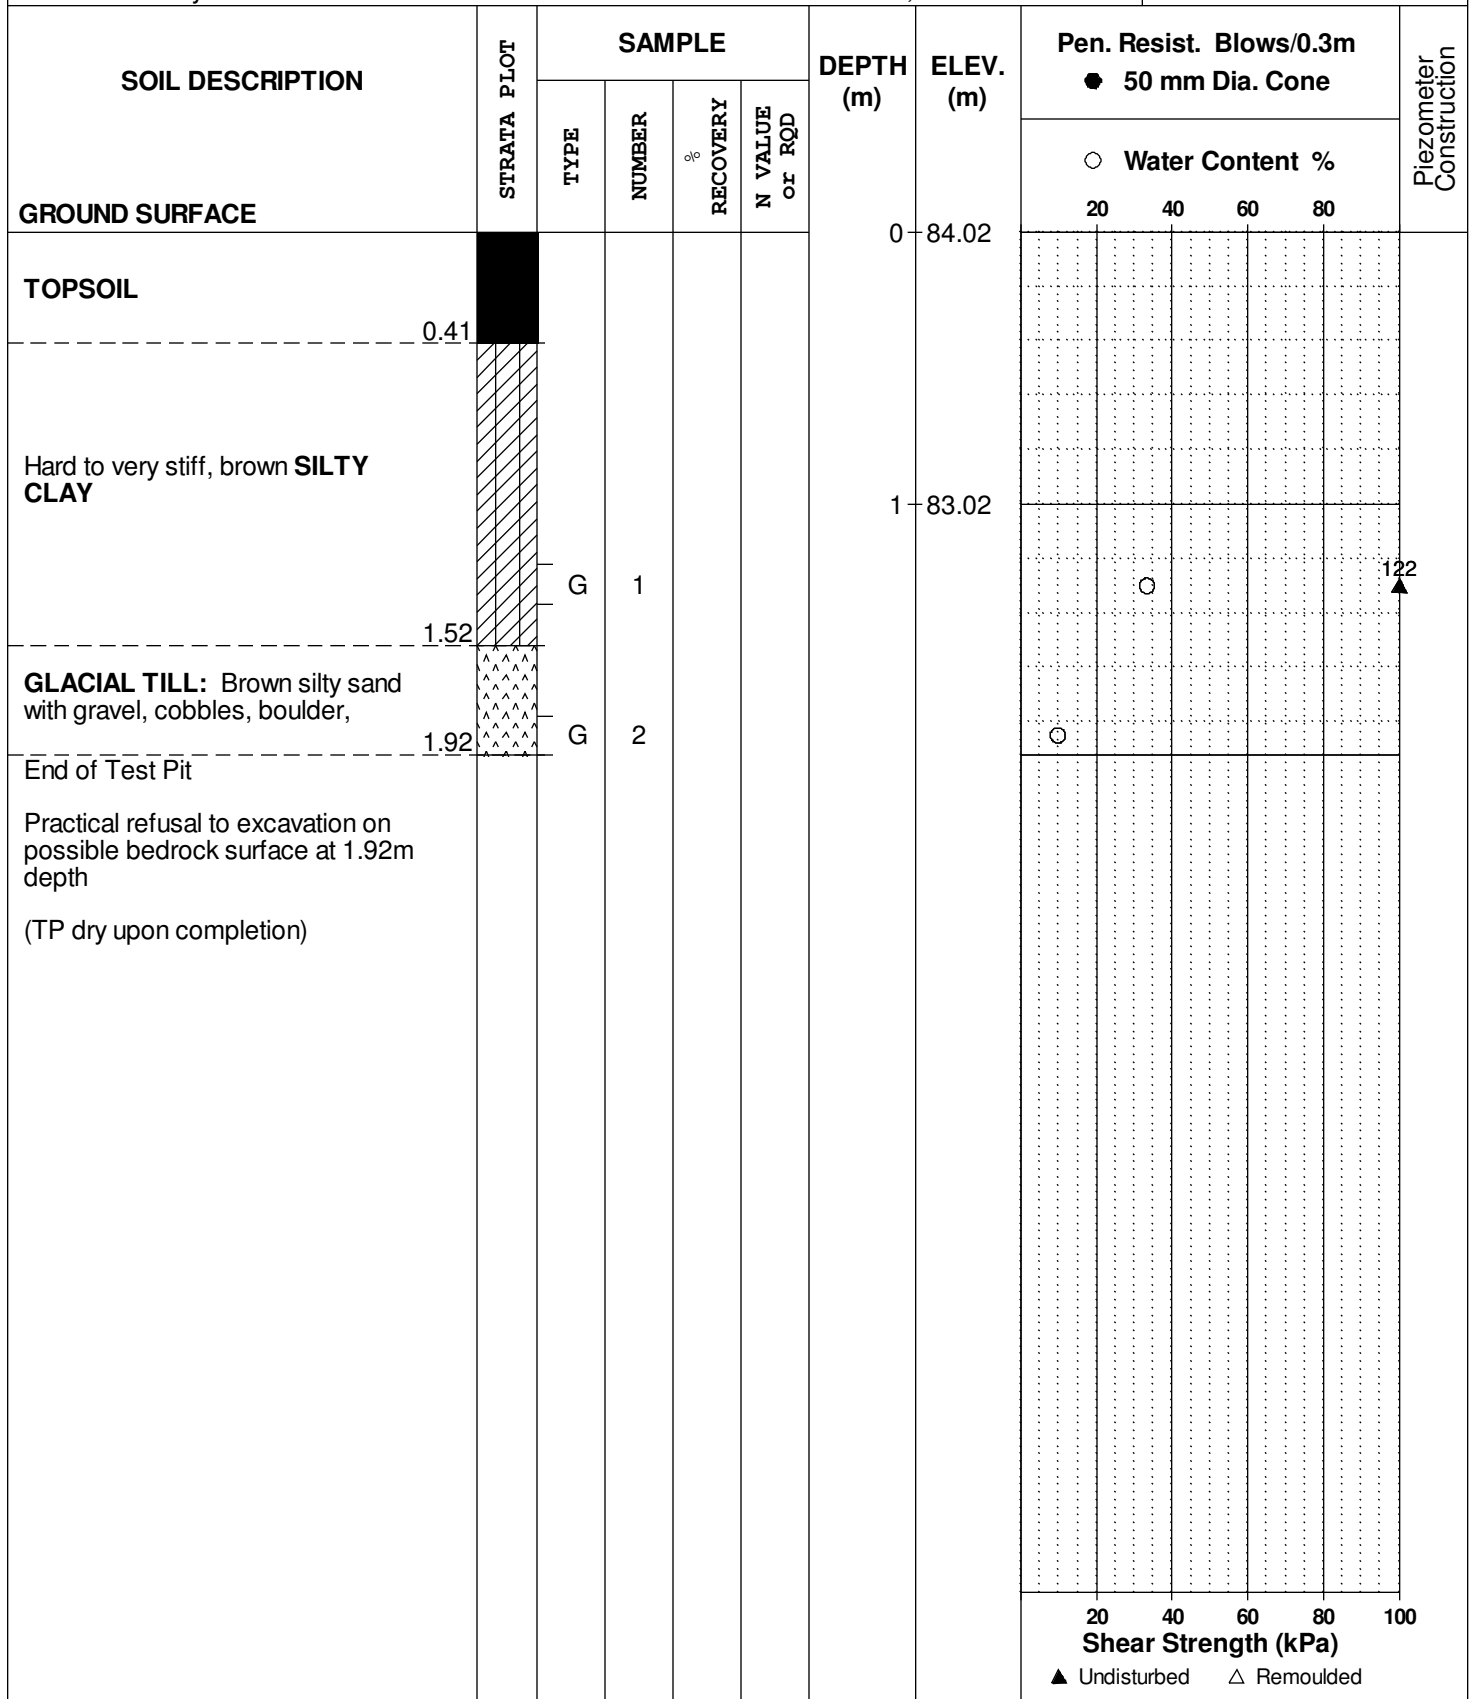 SOIL DESCRIPTION
GROUND SURFACE
STRATA PLOT
SAMPLE
TYPE
NUMBER
%
RECOVERY
N VALUE
or RQD
DEPTH
(m)
ELEV.
(m)
Pen. Resist. Blows/0.3m
● 50 mm Dia. Cone
○ Water Content %
20 40 60 80
Piezometer
Construction
0 84.02
TOPSOIL
0.41
Hard to very stiff, brown SILTY
CLAY
1 83.02
G 1
122
1.52
GLACIAL TILL: Brown silty sand
with gravel, cobbles, boulder,
1.92
G 2
End of Test Pit
Practical refusal to excavation on
possible bedrock surface at 1.92m
depth
(TP dry upon completion)
20 40 60 80 100
Shear Strength (kPa)
▲ Undisturbed △ Remoulded